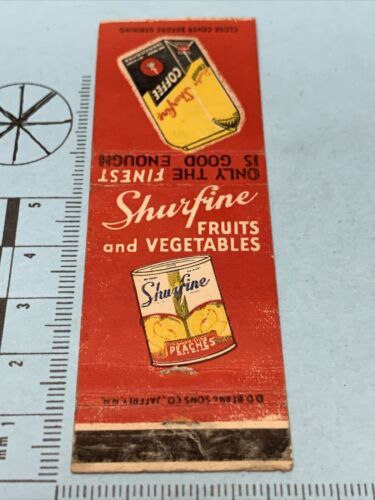 CLOSE COVER BEFORE STRIKING
Shurfine
COFFEE
ONLY THE FINEST
IS GOOD ENOUGH
Shurfine
FRUITS
and VEGETABLES
Shurfine
PEACHES
D.D. BEAN & SONS CO., JAFFREY, N.H.
5
4
3
2
mm 1